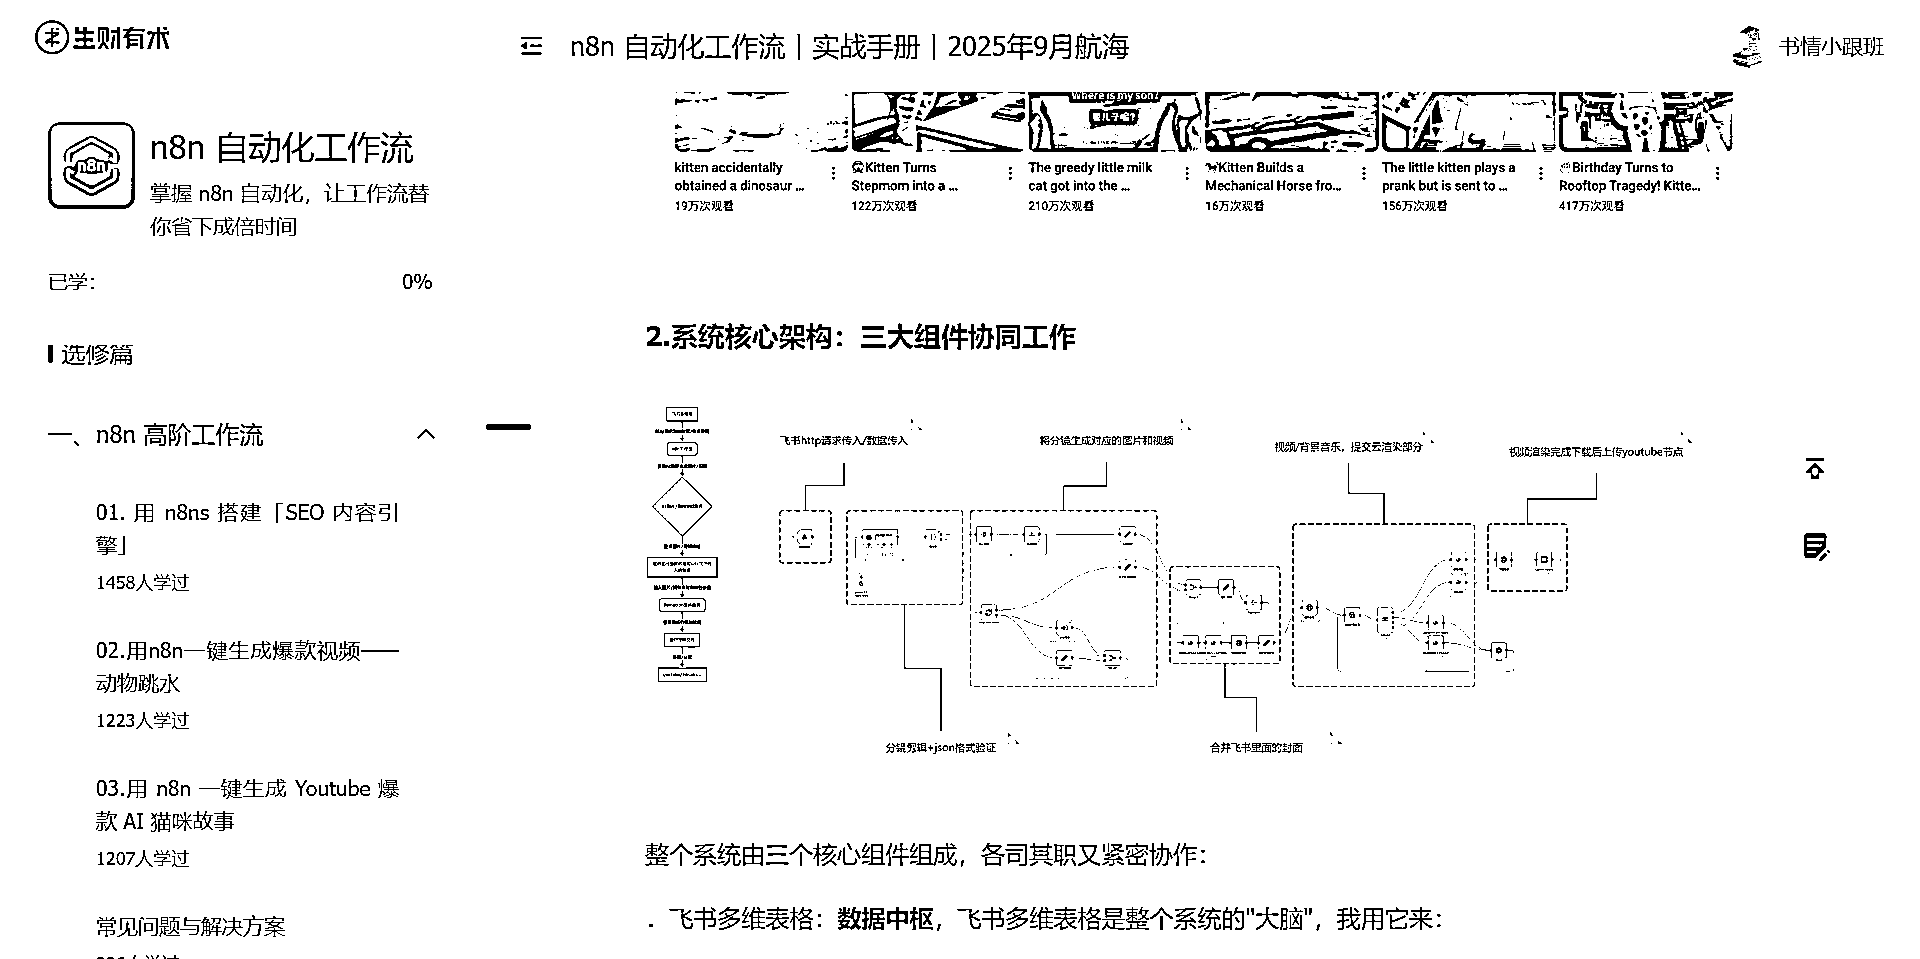 生财有术
n8n 自动化工作流｜实战手册｜2025年9月航海
书情小跟班
n8n
n8n 自动化工作流
掌握 n8n 自动化，让工作流替
你省下成倍时间
已学：
0%
选修篇
一、n8n 高阶工作流
01. 用 n8ns 搭建「SEO 内容引
擎」
1458人学过
02.用n8n一键生成爆款视频——
动物跳水
1223人学过
03.用 n8n 一键生成 Youtube 爆
款 AI 猫咪故事
1207人学过
常见问题与解决方案
Where is my son?
kitten accidentally
obtained a dinosaur ...
19万次观看
Kitten Turns
Stepmom into a ...
122万次观看
The greedy little milk
cat got into the ...
210万次观看
Kitten Builds a
Mechanical Horse fro...
16万次观看
The little kitten plays a
prank but is sent to ...
156万次观看
Birthday Turns to
Rooftop Tragedy! Kitte...
417万次观看
2.系统核心架构：三大组件协同工作
飞书http请求传入/数据传入
将分镜生成对应的图片和视频
视频/背景音乐，提交云渲染部分
视频渲染完成下载后上传youtube节点
分镜剪辑+json格式验证
合并飞书里面的封面
整个系统由三个核心组件组成，各司其职又紧密协作：
. 飞书多维表格：数据中枢，飞书多维表格是整个系统的"大脑"，我用它来：